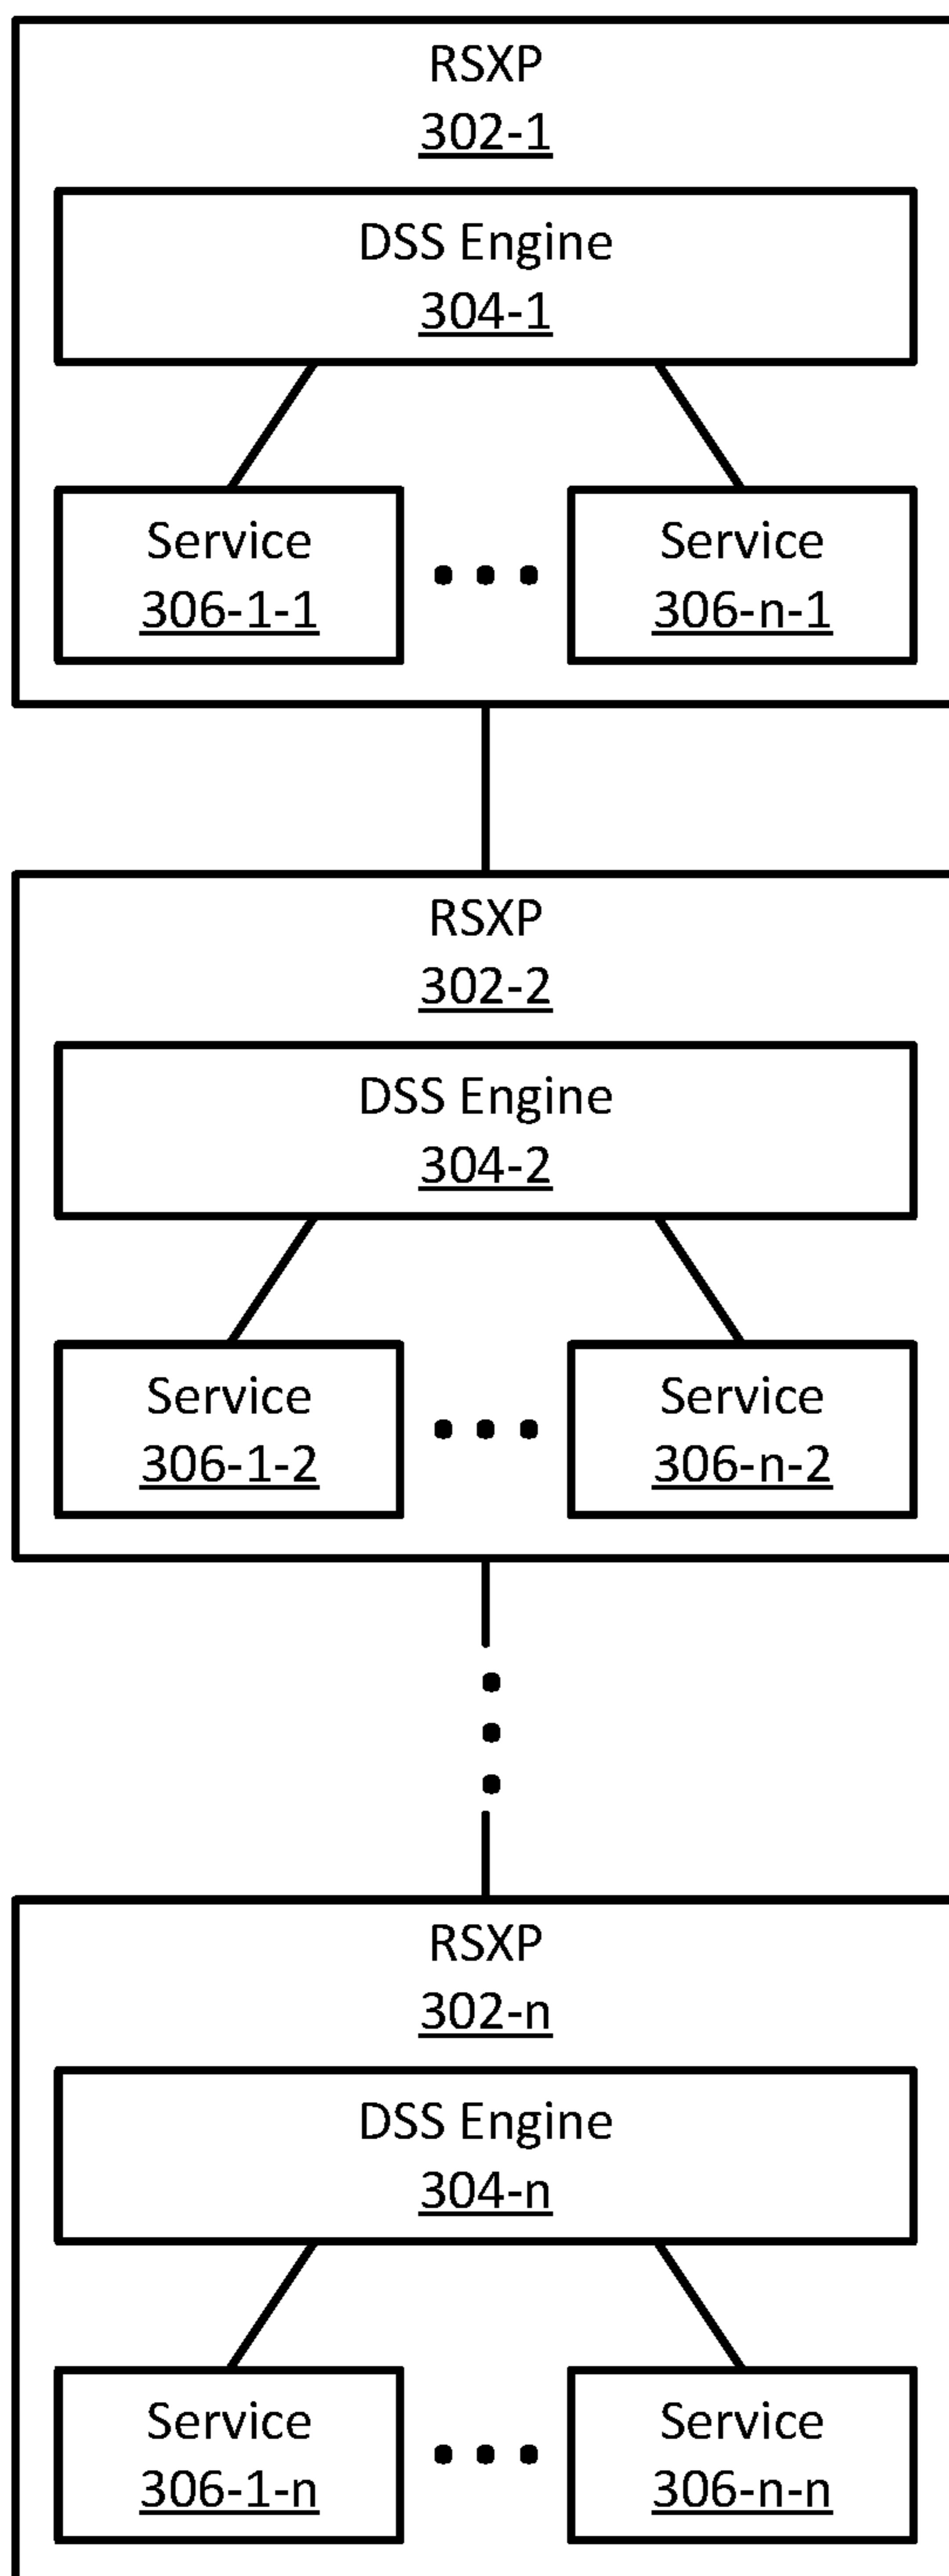 RSXP
302-1
DSS Engine
304-1
Service
306-1-1
Service
306-n-1
RSXP
302-2
DSS Engine
304-2
Service
306-1-2
Service
306-n-2
RSXP
302-n
DSS Engine
304-n
Service
306-1-n
Service
306-n-n